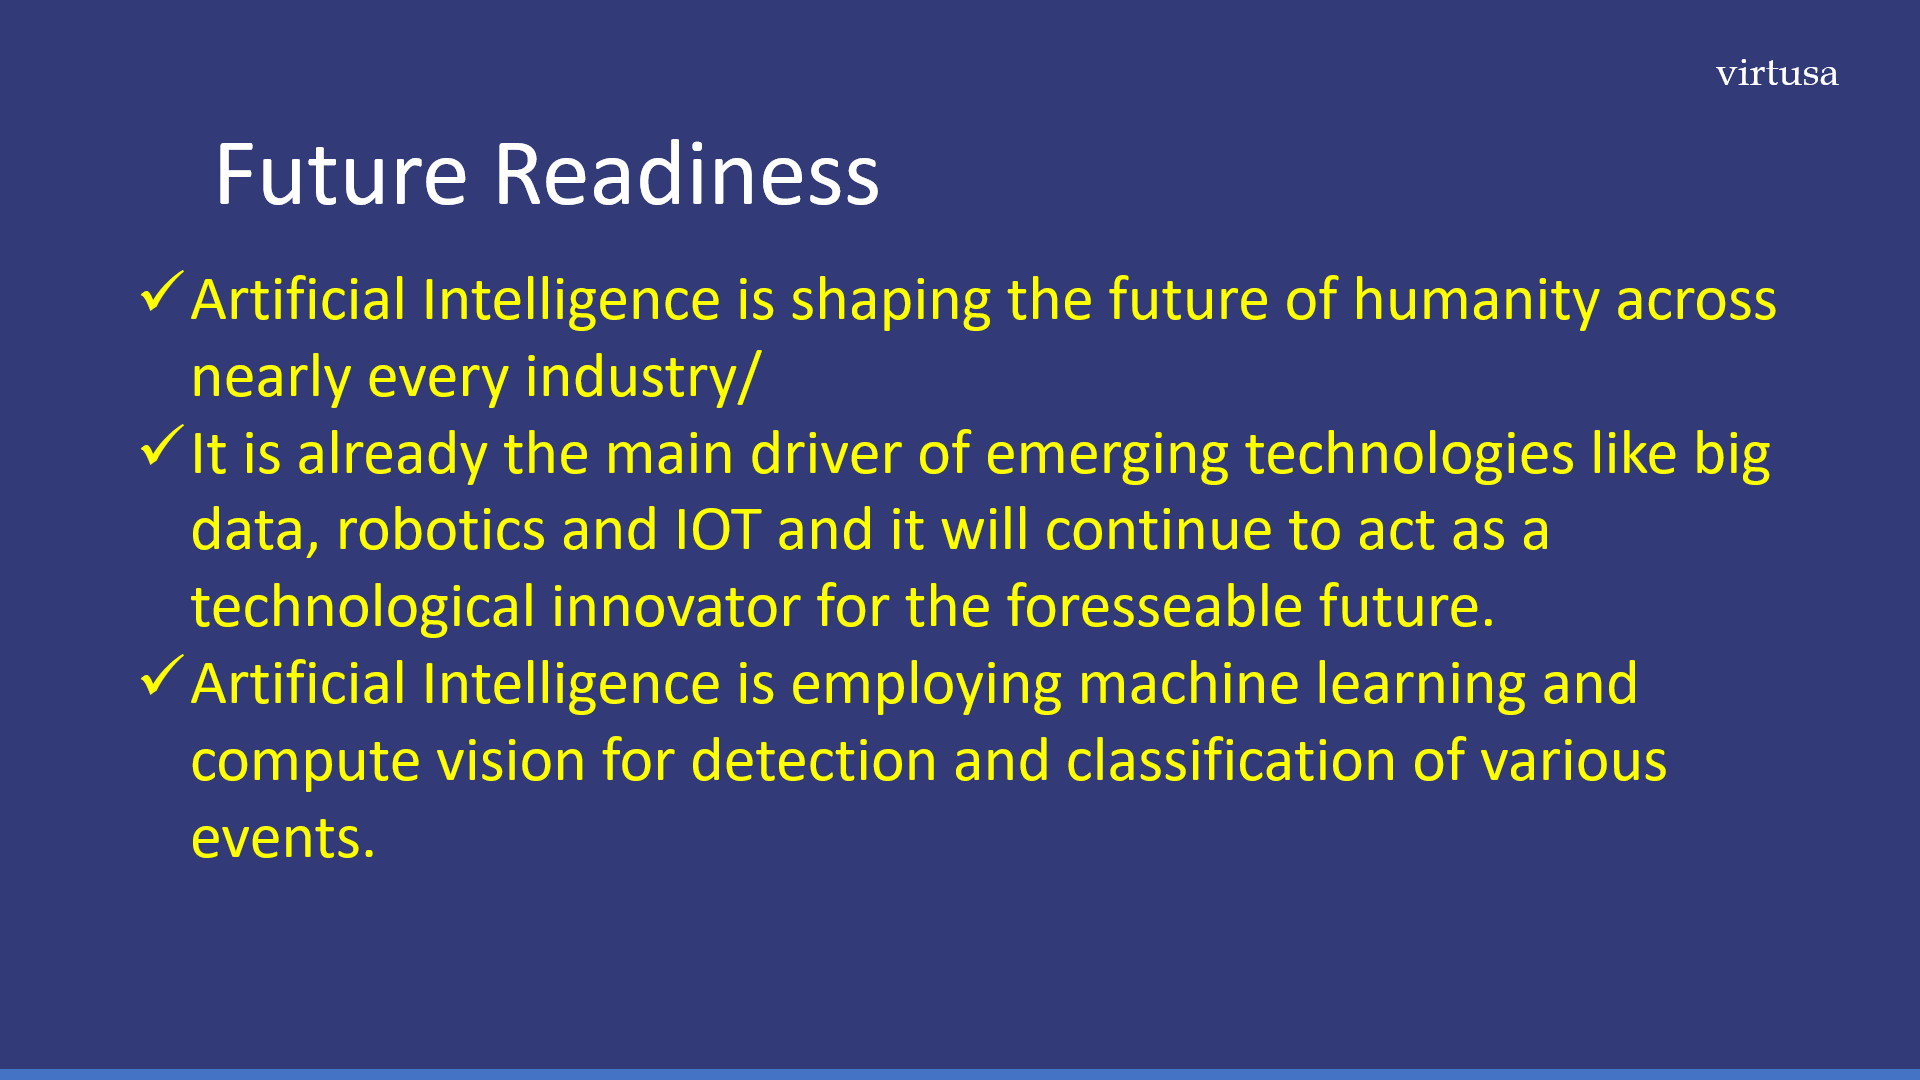 virtusa
Future Readiness
✓Artificial Intelligence is shaping the future of humanity across
nearly every industry/
✓It is already the main driver of emerging technologies like big
data, robotics and IOT and it will continue to act as a
technological innovator for the foresseable future.
✓Artificial Intelligence is employing machine learning and
compute vision for detection and classification of various
events.